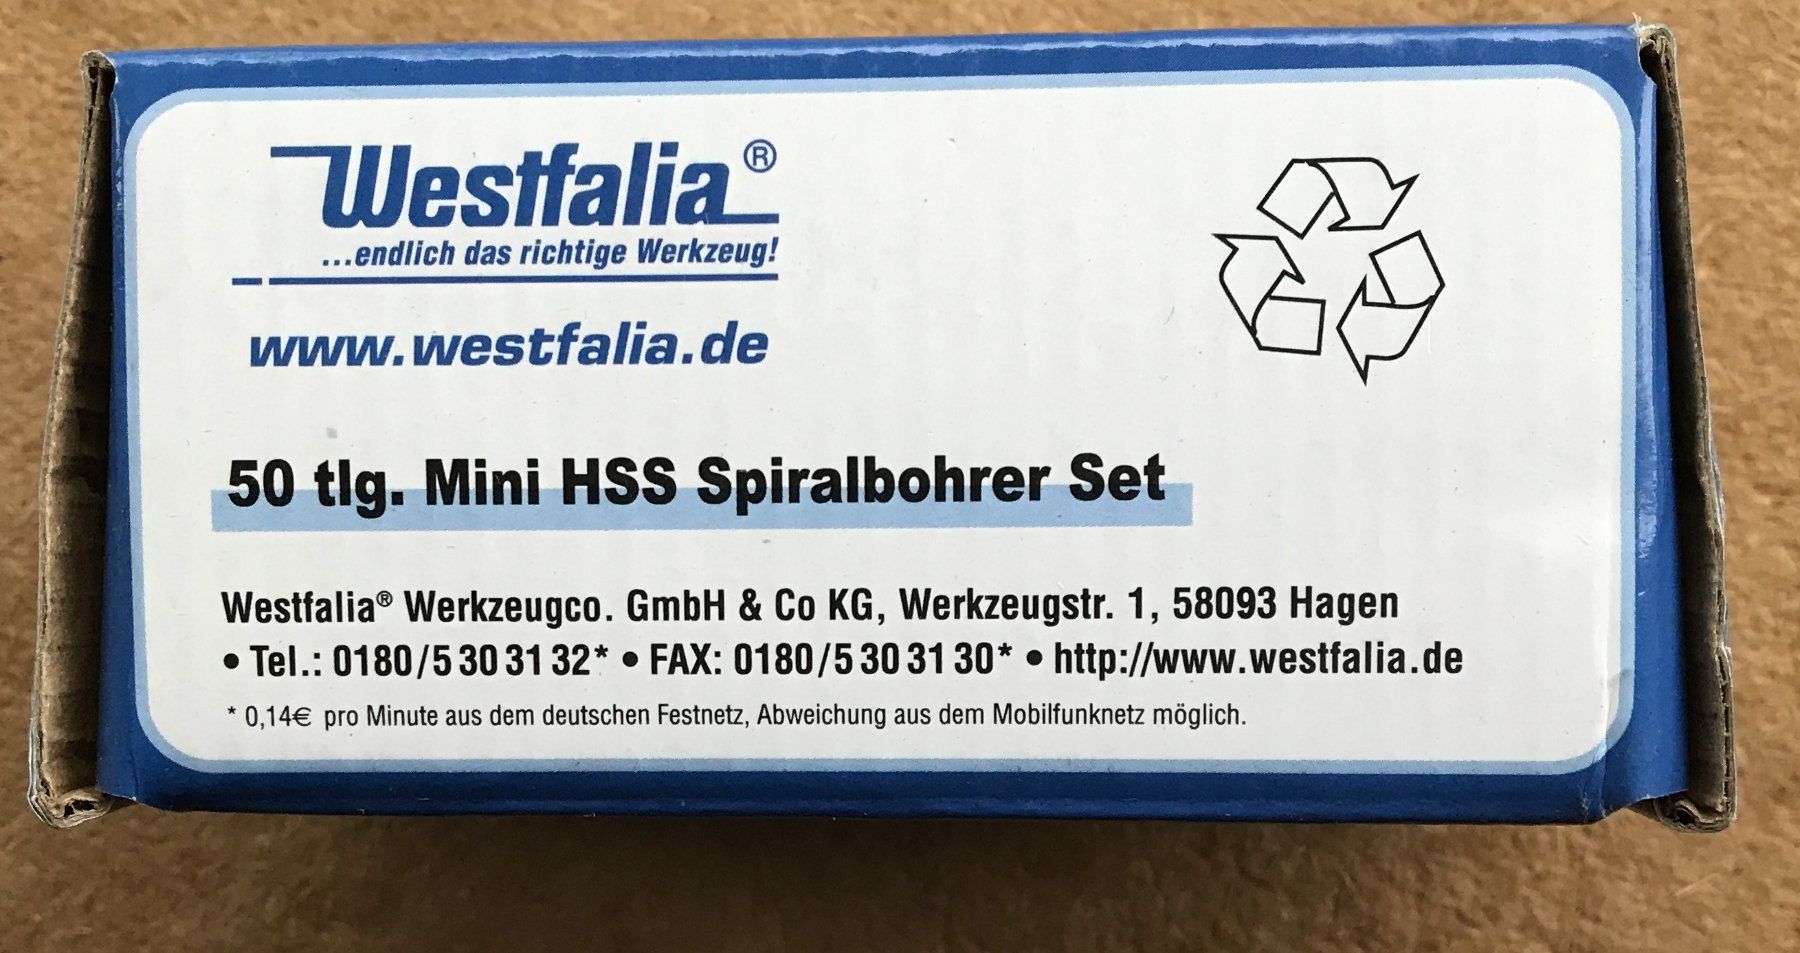 Westfalia®
...endlich das richtige Werkzeug!
www.westfalia.de
50 tlg. Mini HSS Spiralbohrer Set
Westfalia® Werkzeugco. GmbH & Co KG, Werkzeugstr. 1, 58093 Hagen
• Tel.: 0180/5 30 31 32* • FAX: 0180/5 30 31 30* • http://www.westfalia.de
* 0,14€ pro Minute aus dem deutschen Festnetz, Abweichung aus dem Mobilfunknetz möglich.